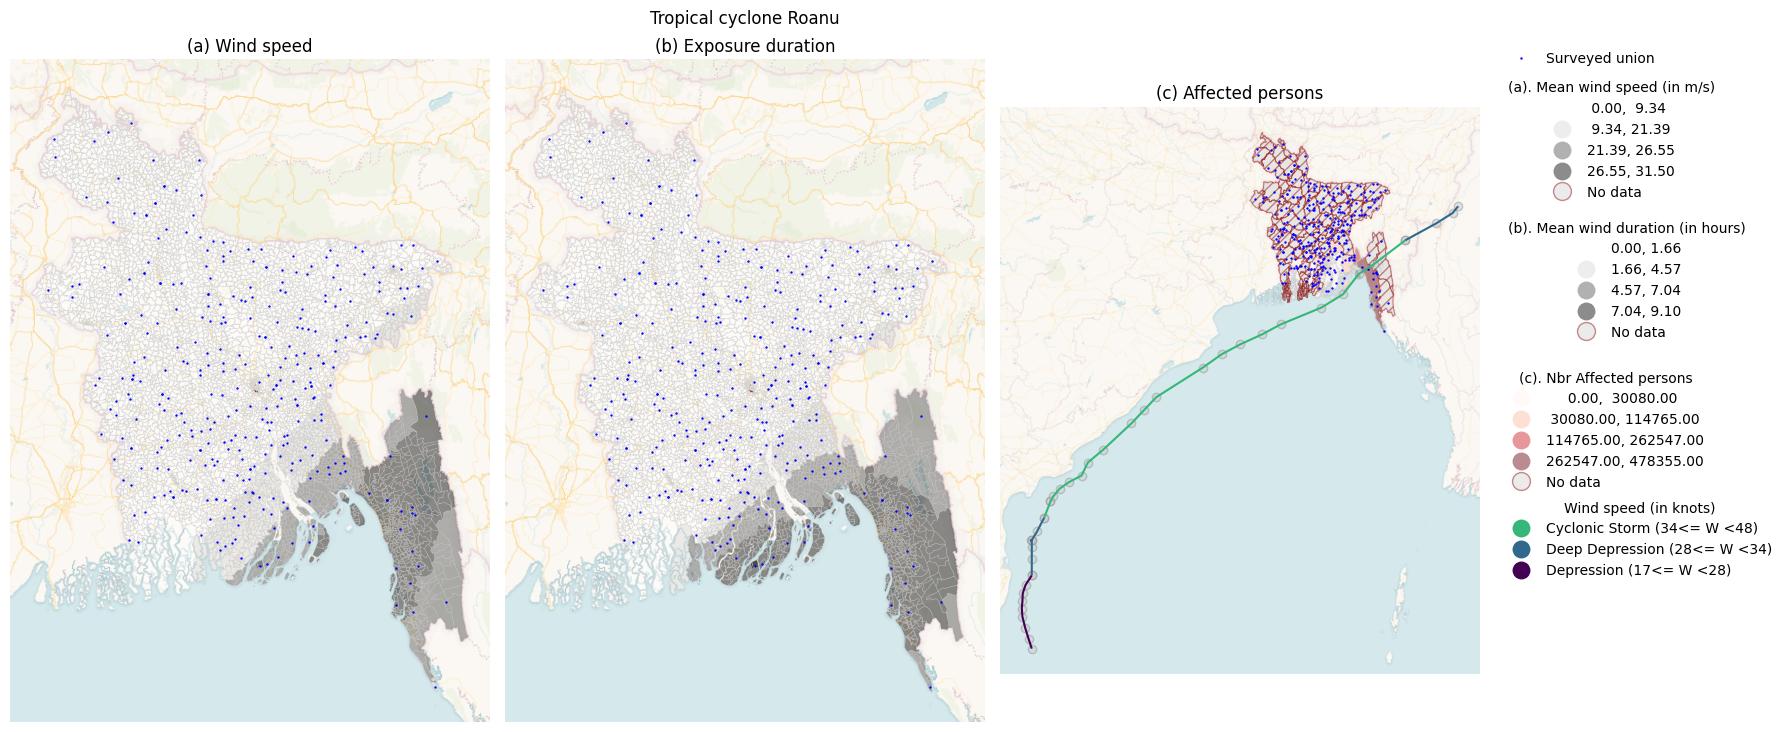 Tropical cyclone Roanu
(a) Wind speed
(b) Exposure duration
(c) Affected persons
Surveyed union
(a). Mean wind speed (in m/s)
0.00, 9.34
9.34, 21.39
21.39, 26.55
26.55, 31.50
No data
(b). Mean wind duration (in hours)
0.00, 1.66
1.66, 4.57
4.57, 7.04
7.04, 9.10
No data
(c). Nbr Affected persons
0.00, 30080.00
30080.00, 114765.00
114765.00, 262547.00
262547.00, 478355.00
No data
Wind speed (in knots)
Cyclonic Storm (34<= W <48)
Deep Depression (28<= W <34)
Depression (17<= W <28)